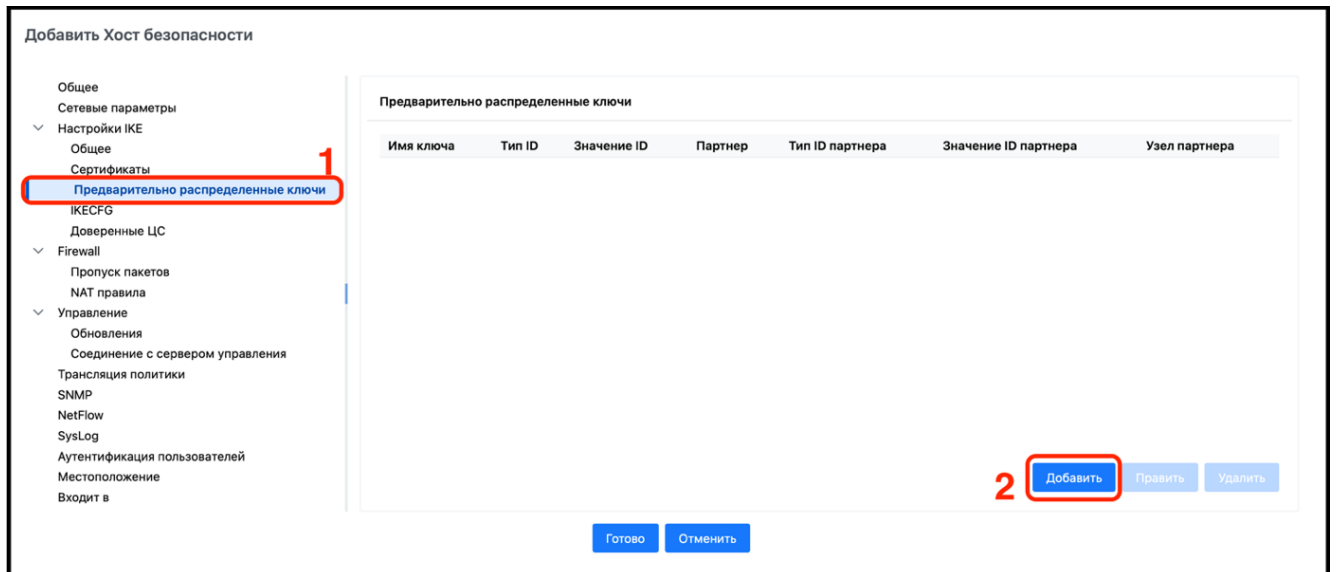 Добавить Хост безопасности
Общее
Сетевые параметры
Настройки IKE
Общее
Сертификаты
1
Предварительно распределенные ключи
IKECFG
Доверенные ЦС
Firewall
Пропуск пакетов
NAT правила
Управление
Обновления
Соединение с сервером управления
Трансляция политики
SNMP
NetFlow
SysLog
Аутентификация пользователей
Местоположение
Входит в
Предварительно распределенные ключи
Имя ключа Тип ID Значение ID Партнер Тип ID партнера Значение ID партнера Узел партнера
2 Добавить Править Удалить
Готово Отменить